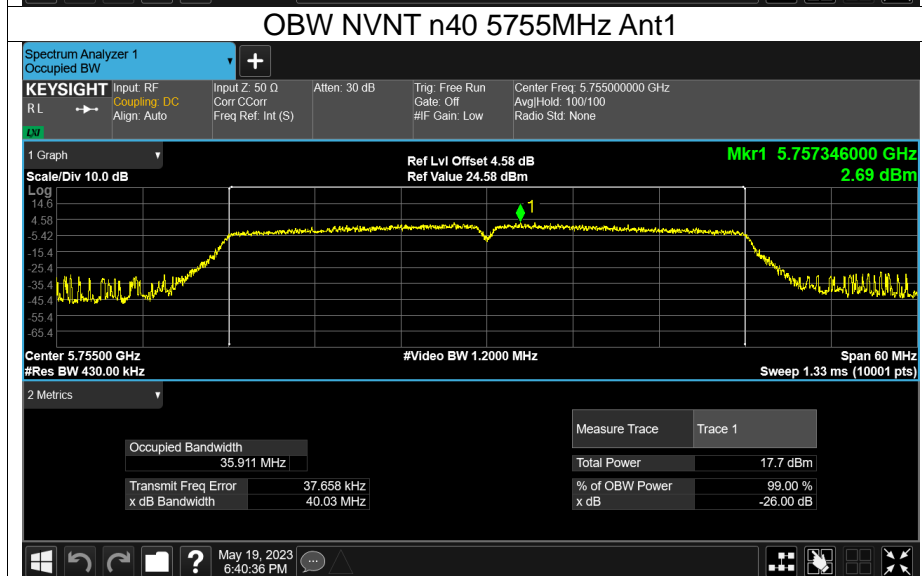 OBW NVNT n40 5755MHz Ant1
Spectrum Analyzer 1
Occupied BW
+
KEYSIGHT
R L
LXI
Input: RF
Coupling: DC
Align: Auto
Input Z: 50 Ω
Corr CCorr
Freq Ref: Int (S)
Atten: 30 dB
Trig: Free Run
Gate: Off
#IF Gain: Low
Center Freq: 5.755000000 GHz
Avg|Hold: 100/100
Radio Std: None
1 Graph
Scale/Div 10.0 dB
Ref Lvl Offset 4.58 dB
Ref Value 24.58 dBm
Mkr1 5.757346000 GHz
2.69 dBm
Log
14.6
4.58
-5.42
-15.4
-25.4
-35.4
-45.4
-55.4
-65.4
1
Center 5.75500 GHz
#Res BW 430.00 kHz
#Video BW 1.2000 MHz
Span 60 MHz
Sweep 1.33 ms (10001 pts)
2 Metrics
Measure Trace Trace 1
Occupied Bandwidth
35.911 MHz
Total Power 17.7 dBm
Transmit Freq Error 37.658 kHz
% of OBW Power 99.00 %
x dB Bandwidth 40.03 MHz
x dB -26.00 dB
?
May 19, 2023
6:40:36 PM